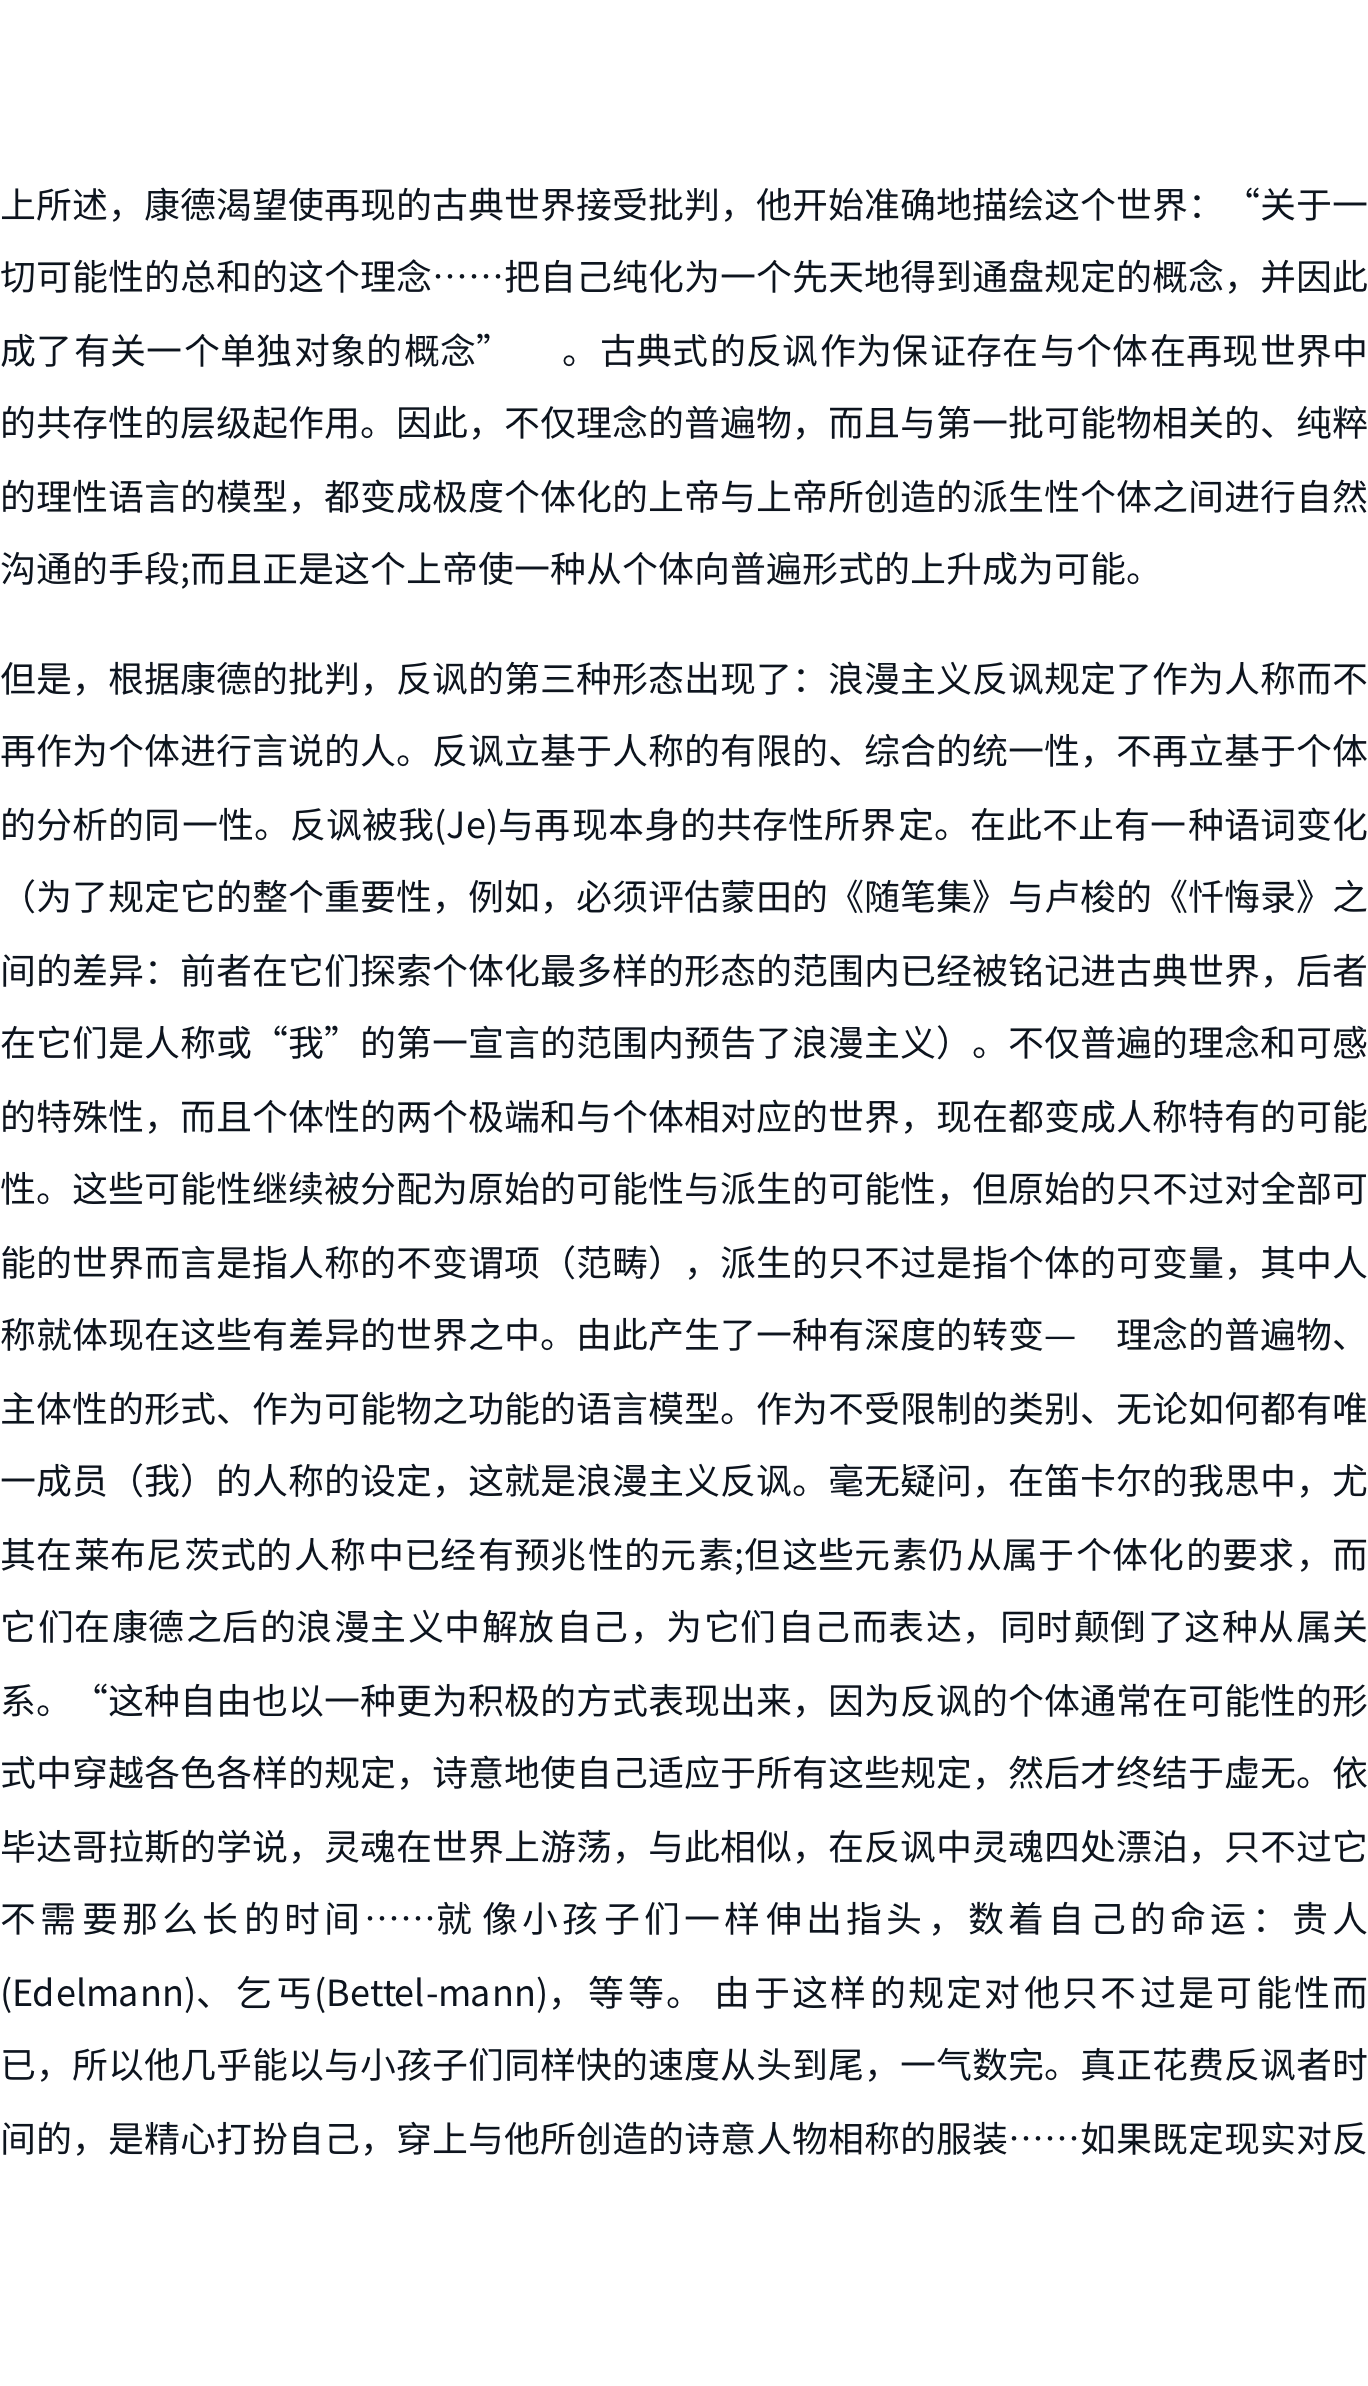 上所述，康德渴望使再现的古典世界接受批判，他开始准确地描绘这个世界：“关于一
切可能性的总和的这个理念……把自己纯化为一个先天地得到通盘规定的概念，并因此
成了有关一个单独对象的概念” 。古典式的反讽作为保证存在与个体在再现世界中
的共存性的层级起作用。因此，不仅理念的普遍物，而且与第一批可能物相关的、纯粹
的理性语言的模型，都变成极度个体化的上帝与上帝所创造的派生性个体之间进行自然
沟通的手段;而且正是这个上帝使一种从个体向普遍形式的上升成为可能。
但是，根据康德的批判，反讽的第三种形态出现了：浪漫主义反讽规定了作为人称而不
再作为个体进行言说的人。反讽立基于人称的有限的、综合的统一性，不再立基于个体
的分析的同一性。反讽被我(Je)与再现本身的共存性所界定。在此不止有一种语词变化
（为了规定它的整个重要性，例如，必须评估蒙田的《随笔集》与卢梭的《忏悔录》之
间的差异：前者在它们探索个体化最多样的形态的范围内已经被铭记进古典世界，后者
在它们是人称或“我”的第一宣言的范围内预告了浪漫主义）。不仅普遍的理念和可感
的特殊性，而且个体性的两个极端和与个体相对应的世界，现在都变成人称特有的可能
性。这些可能性继续被分配为原始的可能性与派生的可能性，但原始的只不过对全部可
能的世界而言是指人称的不变谓项（范畴），派生的只不过是指个体的可变量，其中人
称就体现在这些有差异的世界之中。由此产生了一种有深度的转变— 理念的普遍物、
主体性的形式、作为可能物之功能的语言模型。作为不受限制的类别、无论如何都有唯
一成员（我）的人称的设定，这就是浪漫主义反讽。毫无疑问，在笛卡尔的我思中，尤
其在莱布尼茨式的人称中已经有预兆性的元素;但这些元素仍从属于个体化的要求，而
它们在康德之后的浪漫主义中解放自己，为它们自己而表达，同时颠倒了这种从属关
系。“这种自由也以一种更为积极的方式表现出来，因为反讽的个体通常在可能性的形
式中穿越各色各样的规定，诗意地使自己适应于所有这些规定，然后才终结于虚无。依
毕达哥拉斯的学说，灵魂在世界上游荡，与此相似，在反讽中灵魂四处漂泊，只不过它
不需要那么长的时间……就像小孩子们一样伸出指头，数着自己的命运：贵人
(Edelmann)、乞丐(Bettel-mann)，等等。 由于这样的规定对他只不过是可能性而
已，所以他几乎能以与小孩子们同样快的速度从头到尾，一气数完。真正花费反讽者时
间的，是精心打扮自己，穿上与他所创造的诗意人物相称的服装……如果既定现实对反